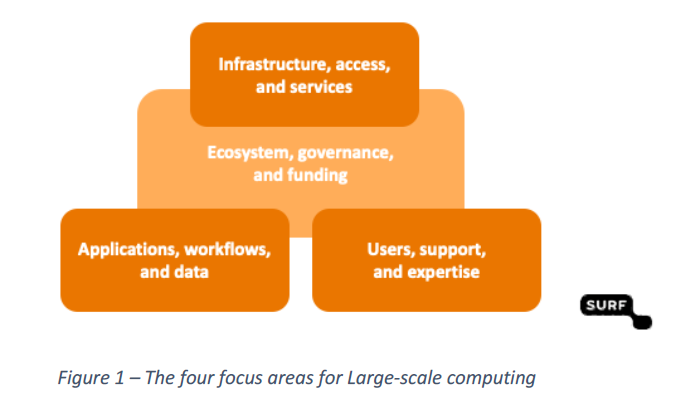 Infrastructure, access,
and services
Ecosystem, governance,
and funding
Applications, workflows,
and data
Users, support,
and expertise
SURF
Figure 1 – The four focus areas for Large-scale computing